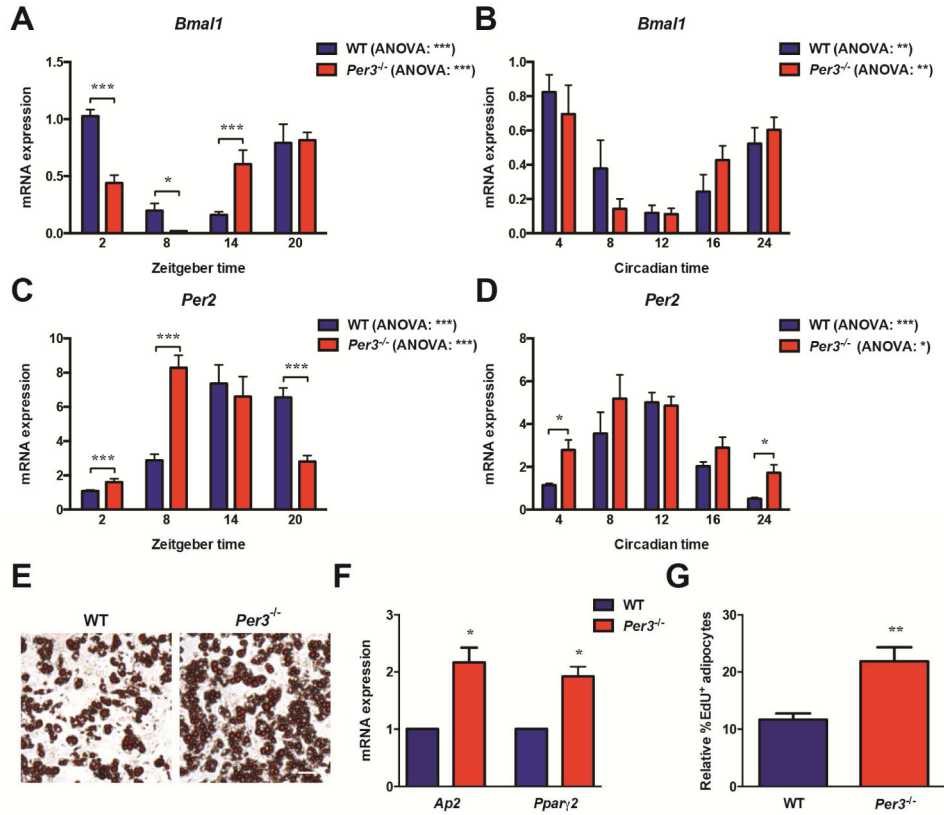 A
Bmal1
WT (ANOVA: ***)
Per3-/- (ANOVA: ***)
mRNA expression
1.5
1.0
0.5
0.0
***
*
***
2 8 14 20
Zeitgeber time
B
WT (ANOVA: **)
Per3-/- (ANOVA: **)
mRNA expression
1.0
0.8
0.6
0.4
0.2
0.0
4 8 12 16 24
Circadian time
C
Per2
WT (ANOVA: ***)
Per3-/- (ANOVA: ***)
mRNA expression
10
8
6
4
2
0
***
***
***
2 8 14 20
Zeitgeber time
D
Per2
WT (ANOVA: ***)
Per3-/- (ANOVA: *)
mRNA expression
8
6
4
2
0
*
*
4 8 12 16 24
Circadian time
E
WT Per3-/-
F
WT
Per3-/-
mRNA expression
3
2
1
0
*
*
Ap2 Pparγ2
G
Relative %EdU+ adipocytes
30
20
10
0
**
WT Per3-/-